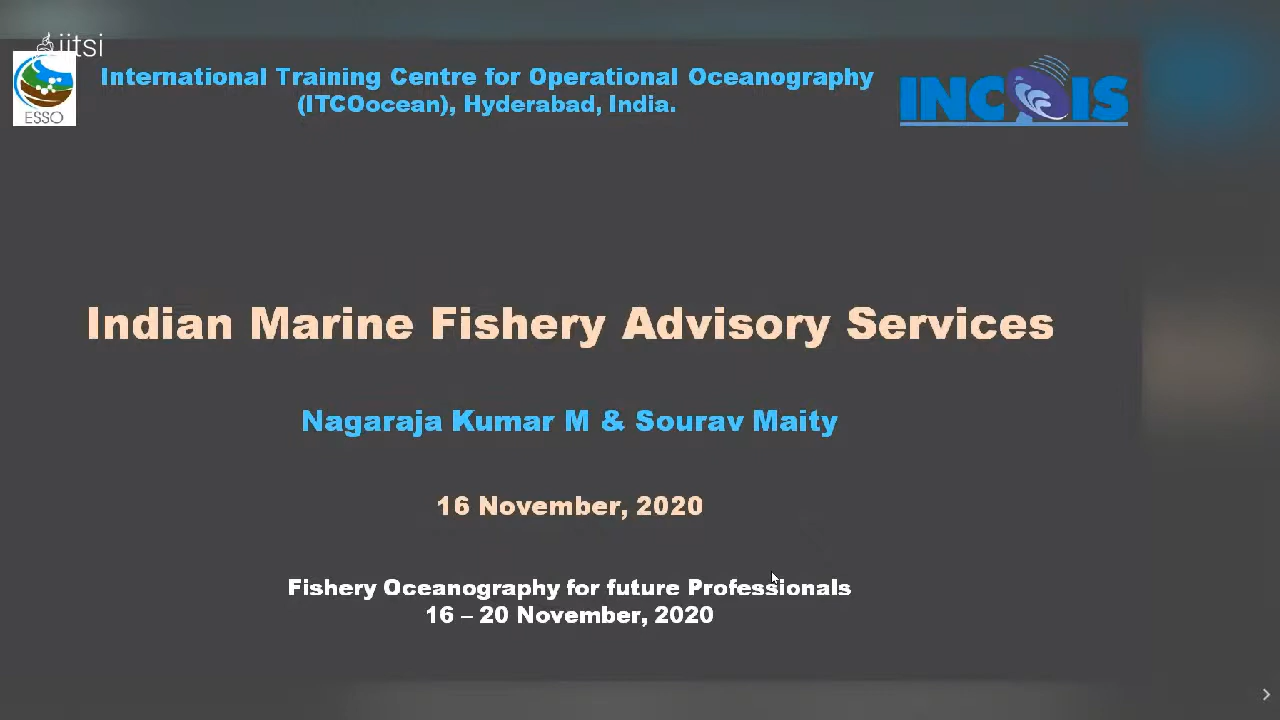 jitsi
International Training Centre for Operational Oceanography
(ITCOocean), Hyderabad, India.
ESSO
INCOIS
Indian Marine Fishery Advisory Services
Nagaraja Kumar M & Sourav Maity
16 November, 2020
Fishery Oceanography for future Professionals
16 – 20 November, 2020